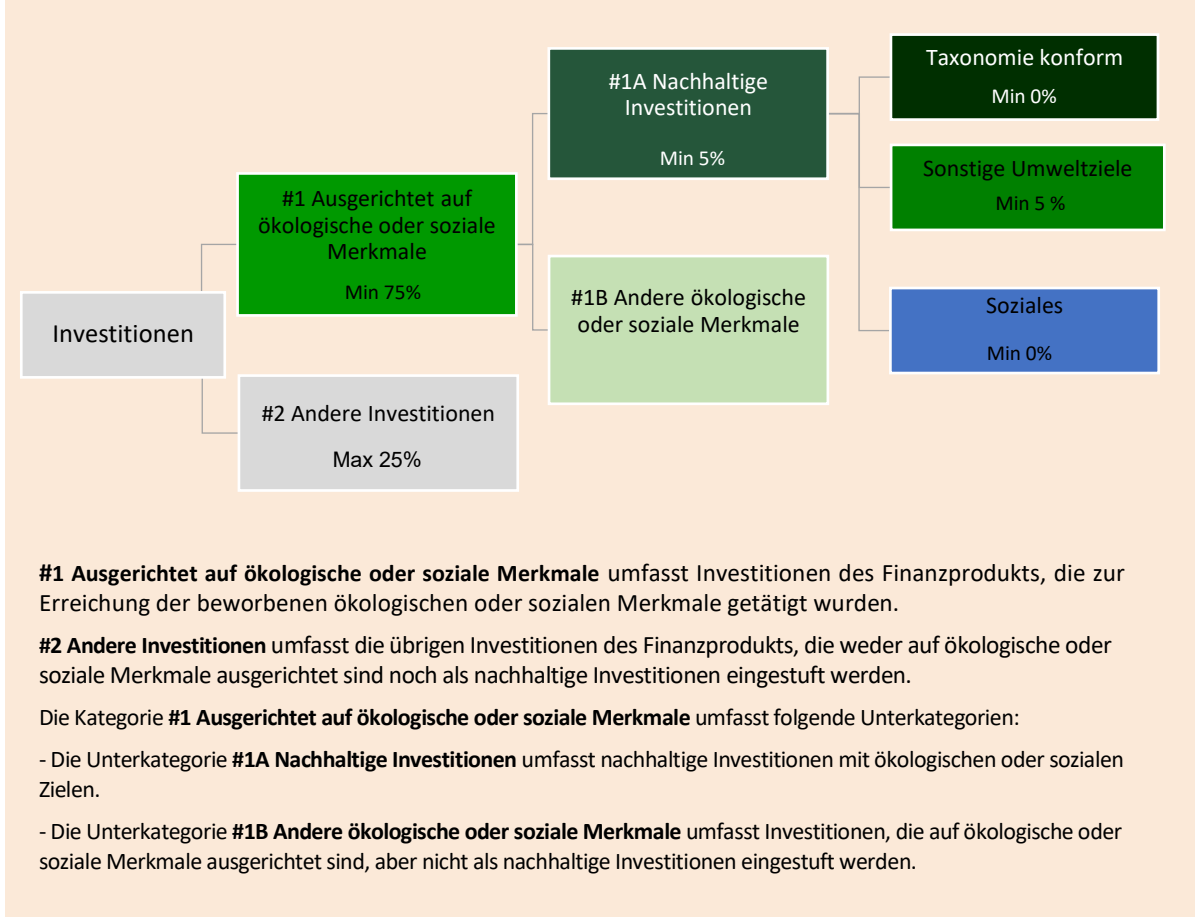 Taxonomie konform
Min 0%
#1A Nachhaltige
Investitionen
Min 5%
Sonstige Umweltziele
Min 5 %
#1 Ausgerichtet auf
ökologische oder soziale
Merkmale
Min 75%
#1B Andere ökologische
oder soziale Merkmale
Soziales
Min 0%
Investitionen
#2 Andere Investitionen
Max 25%
#1 Ausgerichtet auf ökologische oder soziale Merkmale umfasst Investitionen des Finanzprodukts, die zur
Erreichung der beworbenen ökologischen oder sozialen Merkmale getätigt wurden.
#2 Andere Investitionen umfasst die übrigen Investitionen des Finanzprodukts, die weder auf ökologische oder
soziale Merkmale ausgerichtet sind noch als nachhaltige Investitionen eingestuft werden.
Die Kategorie #1 Ausgerichtet auf ökologische oder soziale Merkmale umfasst folgende Unterkategorien:
- Die Unterkategorie #1A Nachhaltige Investitionen umfasst nachhaltige Investitionen mit ökologischen oder sozialen
Zielen.
- Die Unterkategorie #1B Andere ökologische oder soziale Merkmale umfasst Investitionen, die auf ökologische oder
soziale Merkmale ausgerichtet sind, aber nicht als nachhaltige Investitionen eingestuft werden.